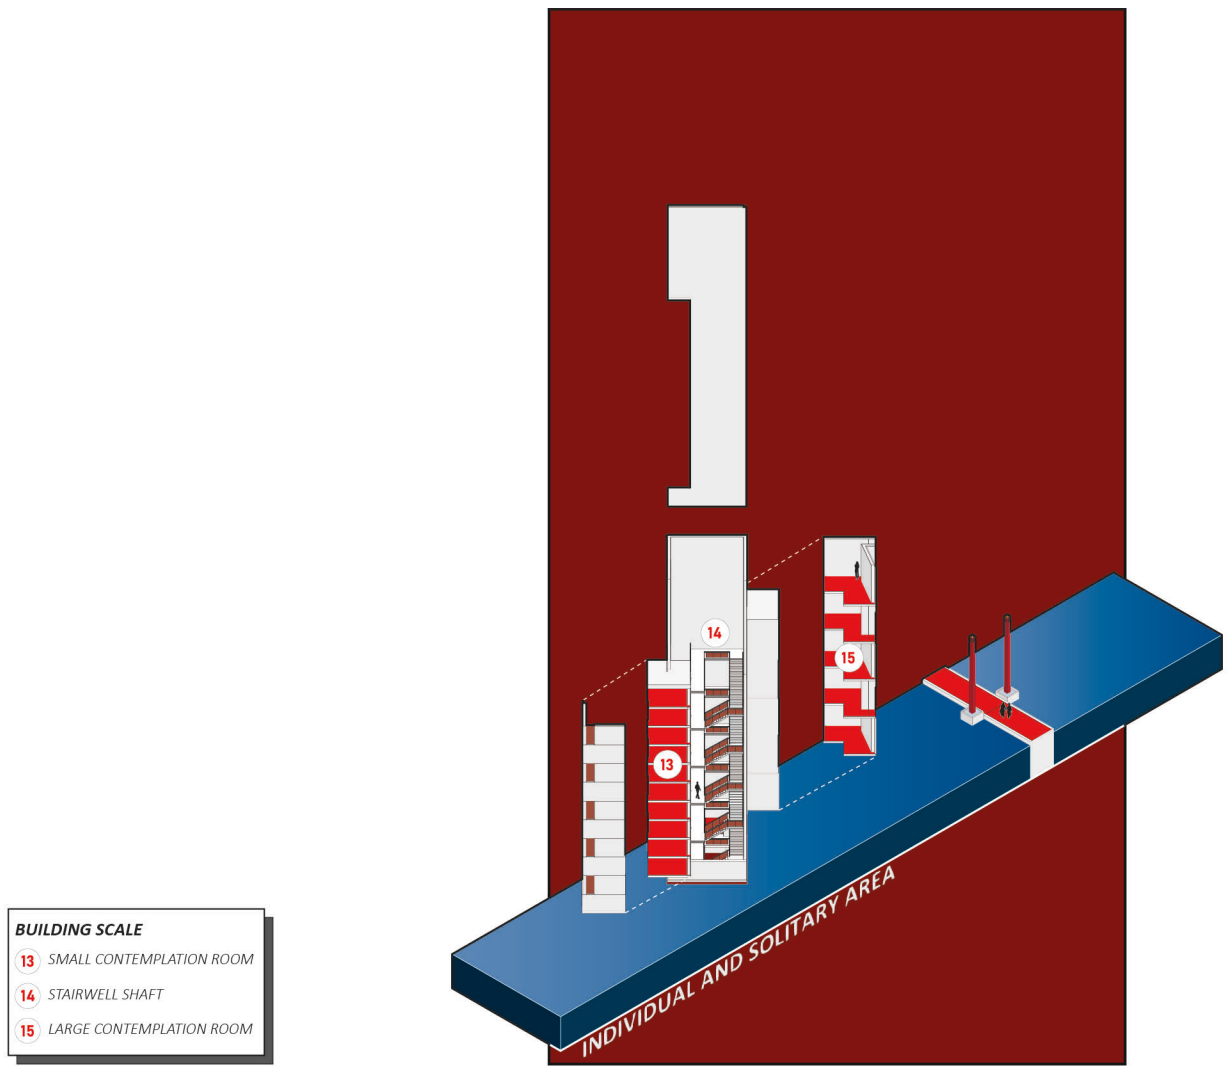 14
15
13
INDIVIDUAL AND SOLITARY AREA
BUILDING SCALE
13 SMALL CONTEMPLATION ROOM
14 STAIRWELL SHAFT
15 LARGE CONTEMPLATION ROOM